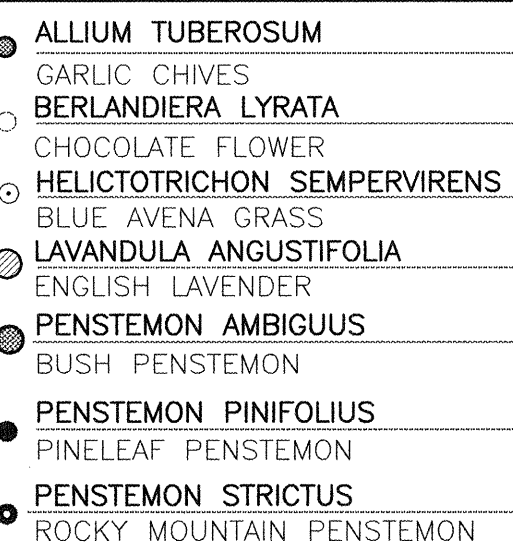 ALLIUM TUBEROSUM
GARLIC CHIVES
BERLANDIERA LYRATA
CHOCOLATE FLOWER
HELICTOTRICHON SEMPERVIRENS
BLUE AVENA GRASS
LAVANDULA ANGUSTIFOLIA
ENGLISH LAVENDER
PENSTEMON AMBIGUUS
BUSH PENSTEMON
PENSTEMON PINIFOLIUS
PINELEAF PENSTEMON
PENSTEMON STRICTUS
ROCKY MOUNTAIN PENSTEMON